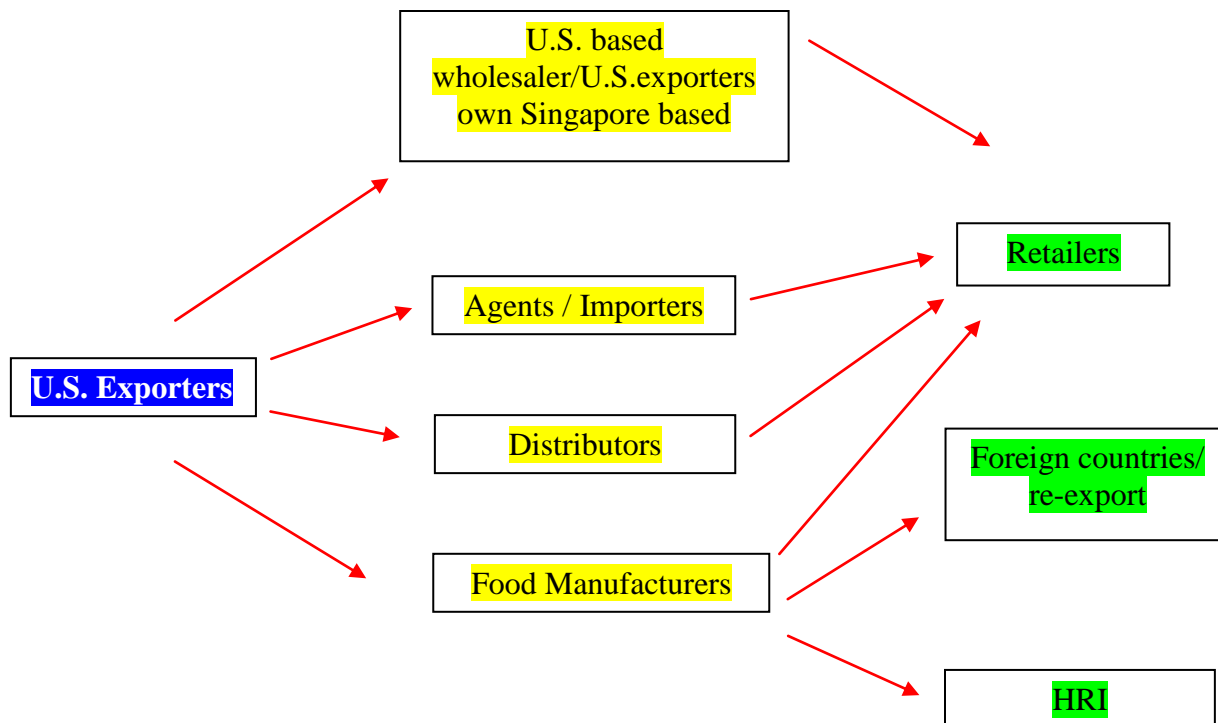 U.S. based
wholesaler/U.S.exporters
own Singapore based
Retailers
Agents / Importers
U.S. Exporters
Distributors
Foreign countries/
re-export
Food Manufacturers
HRI